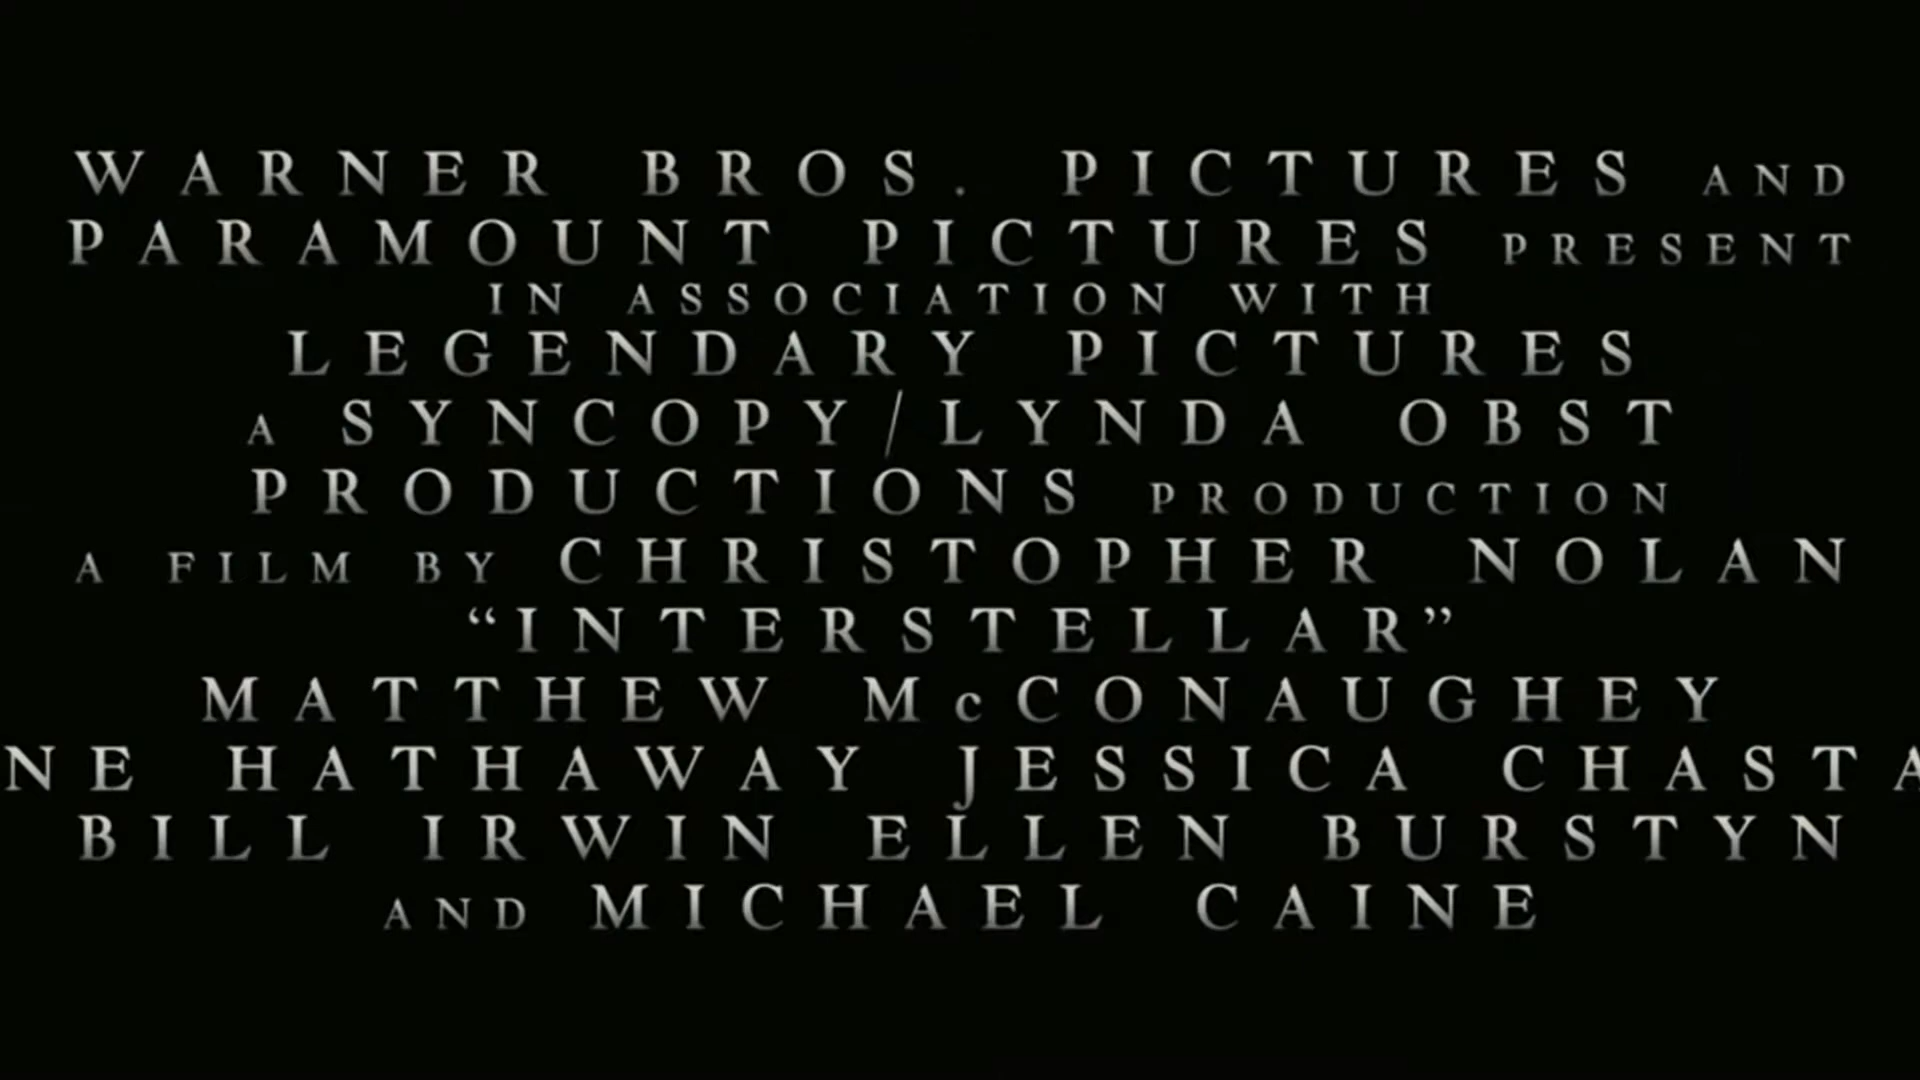 WARNER BROS. PICTURES AND
PARAMOUNT PICTURES PRESENT
IN ASSOCIATION WITH
LEGENDARY PICTURES
A SYNCOPY/LYNDA OBST
PRODUCTIONS PRODUCTION
A FILM BY CHRISTOPHER NOLAN
“INTERSTELLAR”
MATTHEW McCONAUGHEY
NE HATHAWAY JESSICA CHASTA
BILL IRWIN ELLEN BURSTYN
AND MICHAEL CAINE